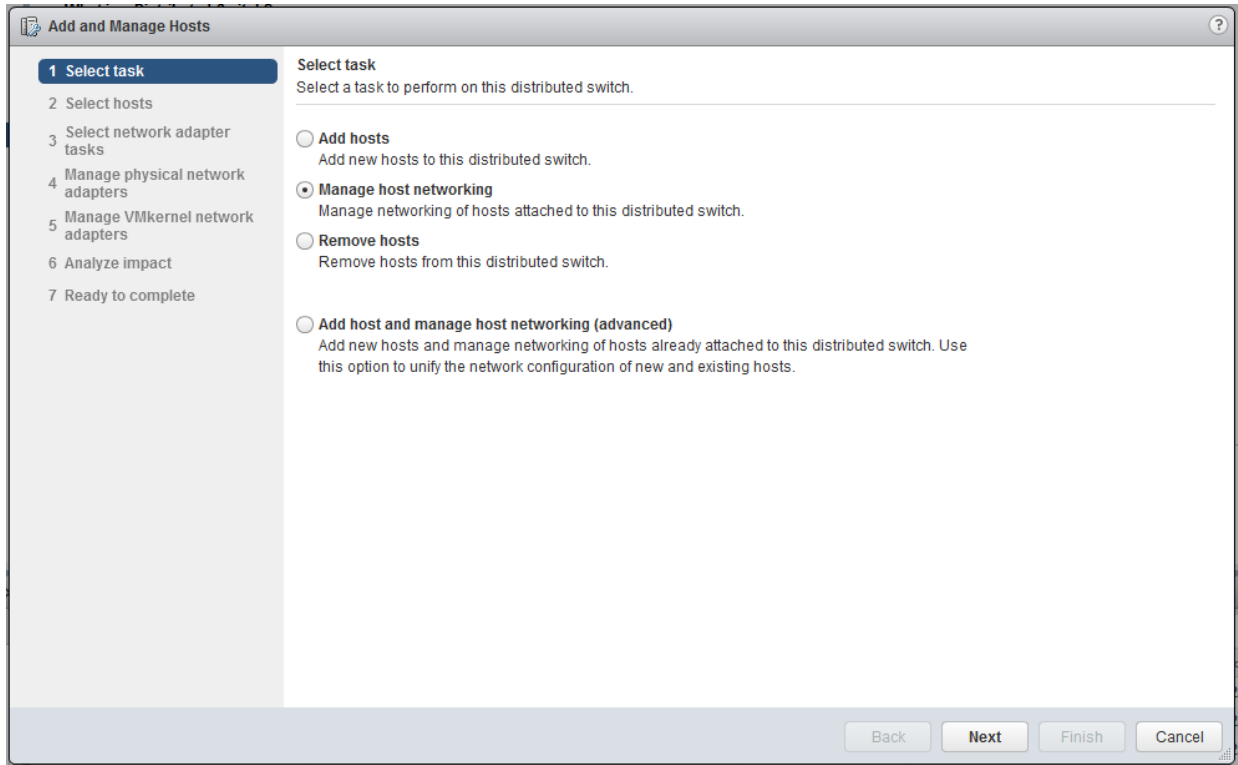 Add and Manage Hosts
?
1 Select task
2 Select hosts
3 Select network adapter
tasks
4 Manage physical network
adapters
5 Manage VMkernel network
adapters
6 Analyze impact
7 Ready to complete
Select task
Select a task to perform on this distributed switch.
Add hosts
Add new hosts to this distributed switch.
Manage host networking
Manage networking of hosts attached to this distributed switch.
Remove hosts
Remove hosts from this distributed switch.
Add host and manage host networking (advanced)
Add new hosts and manage networking of hosts already attached to this distributed switch. Use
this option to unify the network configuration of new and existing hosts.
Back
Next
Finish
Cancel